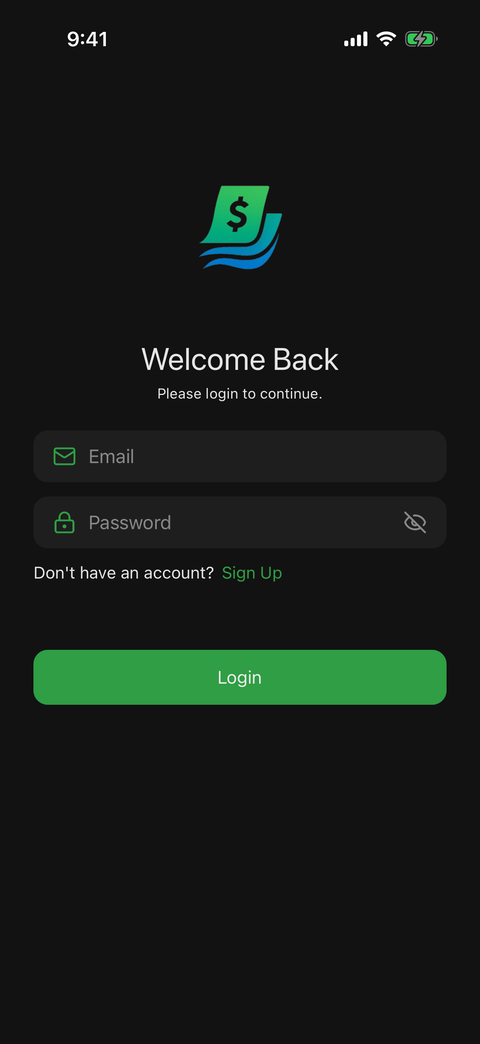 9:41
$
Welcome Back
Please login to continue.
Email
Password
Don't have an account? Sign Up
Login